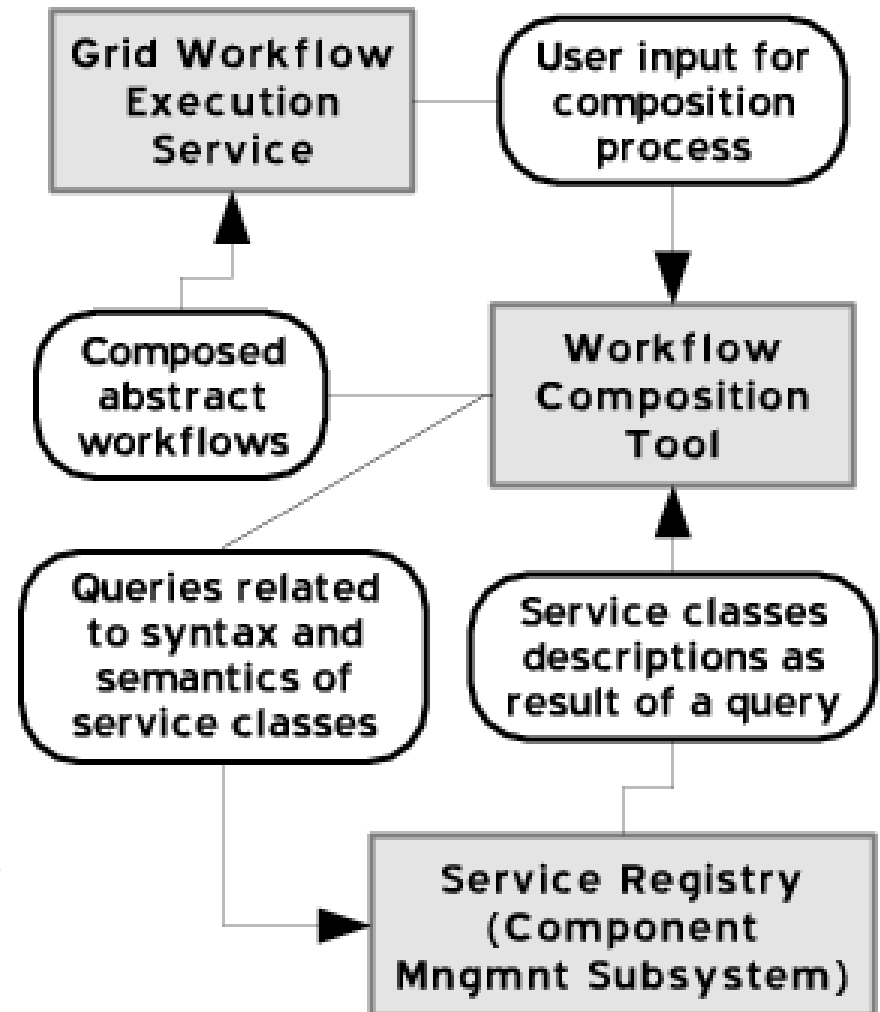 Grid Workflow
Execution
Service
User input for
composition
process
Composed
abstract
workflows
Workflow
Composition
Tool
Queries related
to syntax and
semantics of
service classes
Service classes
descriptions as
result of a query
Service Registry
(Component
Mngmnt Subsystem)